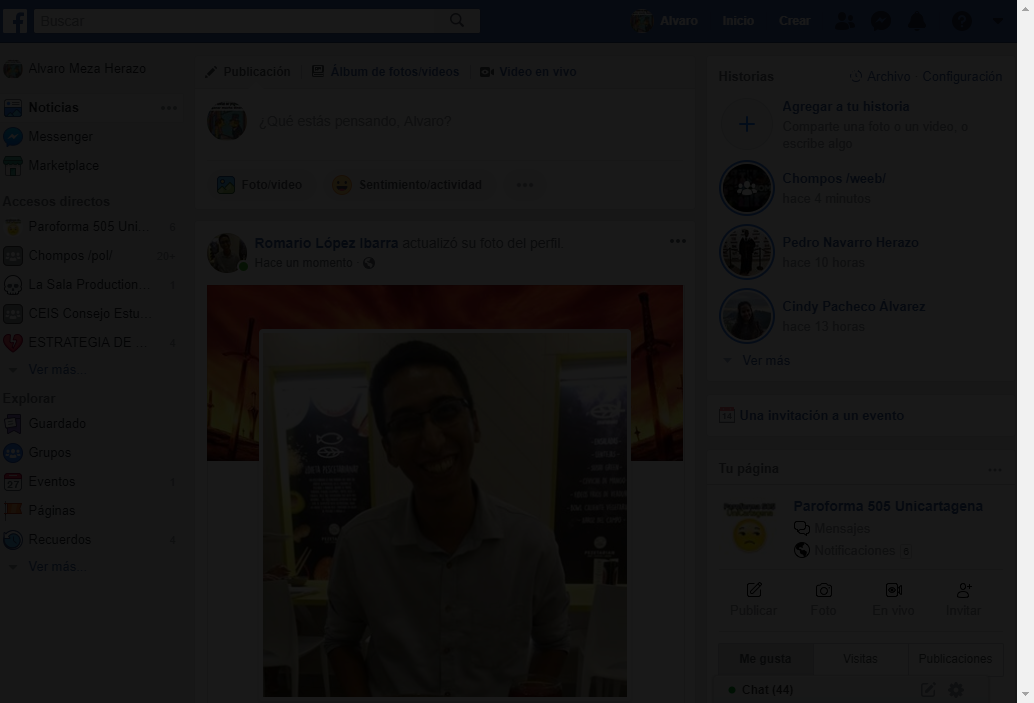 Buscar
Alvaro
Inicio
Crear
Alvaro Meza Herazo
Noticias
Messenger
Marketplace
Accesos directos
Paroforma 505 Uni... 6
Chompos /pol/ 20+
La Sala Production...
CEIS Consejo Estu...
ESTRATEGIA DE ... 4
Ver más...
Explorar
Guardado
Grupos
Eventos 1
Páginas
Recuerdos 4
Ver más...
Publicación
Álbum de fotos/videos
Video en vivo
¿Qué estás pensando, Alvaro?
Foto/video
Sentimiento/actividad
Romario López Ibarra actualizó su foto del perfil.
Hace un momento
Historias
Archivo
Configuración
Agregar a tu historia
Comparte una foto o un video, o
escribe algo
Chompos /weeb/
hace 4 minutos
Pedro Navarro Herazo
hace 10 horas
Cindy Pacheco Alvarez
hace 13 horas
Ver más
Una invitación a un evento
Tu página
Paroforma 505 Unicartagena
Mensajes
Notificaciones 6
Publicar
Foto
En vivo
Invitar
Me gusta
Visitas
Publicaciones
Chat (44)